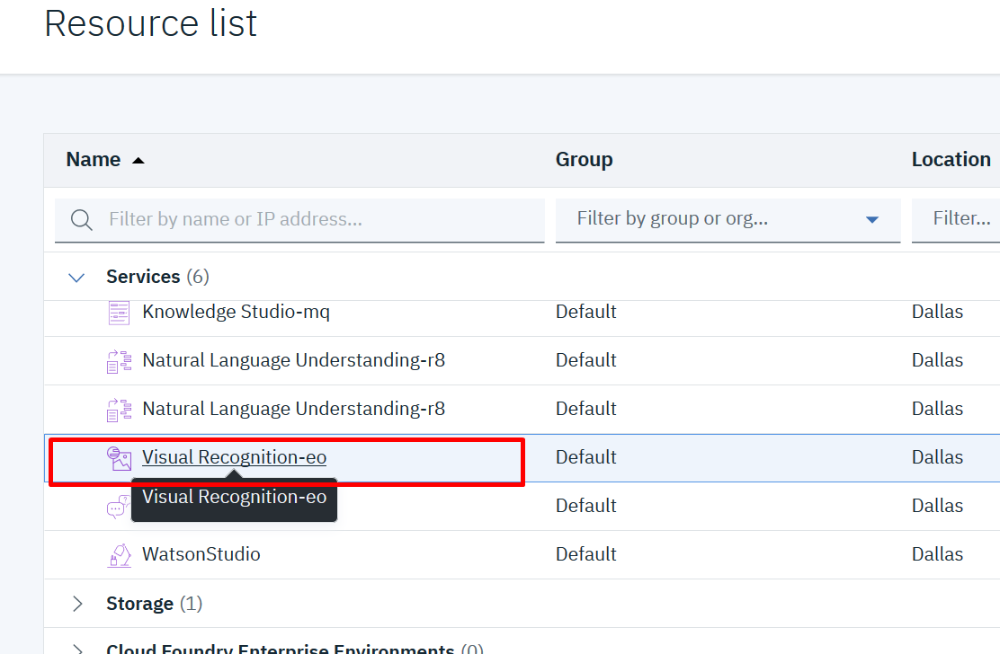 Resource list
Name Group Location
Filter by name or IP address... Filter by group or org... Filter...
Services (6)
Knowledge Studio-mq Default Dallas
Natural Language Understanding-r8 Default Dallas
Natural Language Understanding-r8 Default Dallas
Visual Recognition-eo Default Dallas
Visual Recognition-eo
Default Dallas
WatsonStudio Default Dallas
Storage (1)
Cloud Foundry Enterprise Environments (0)